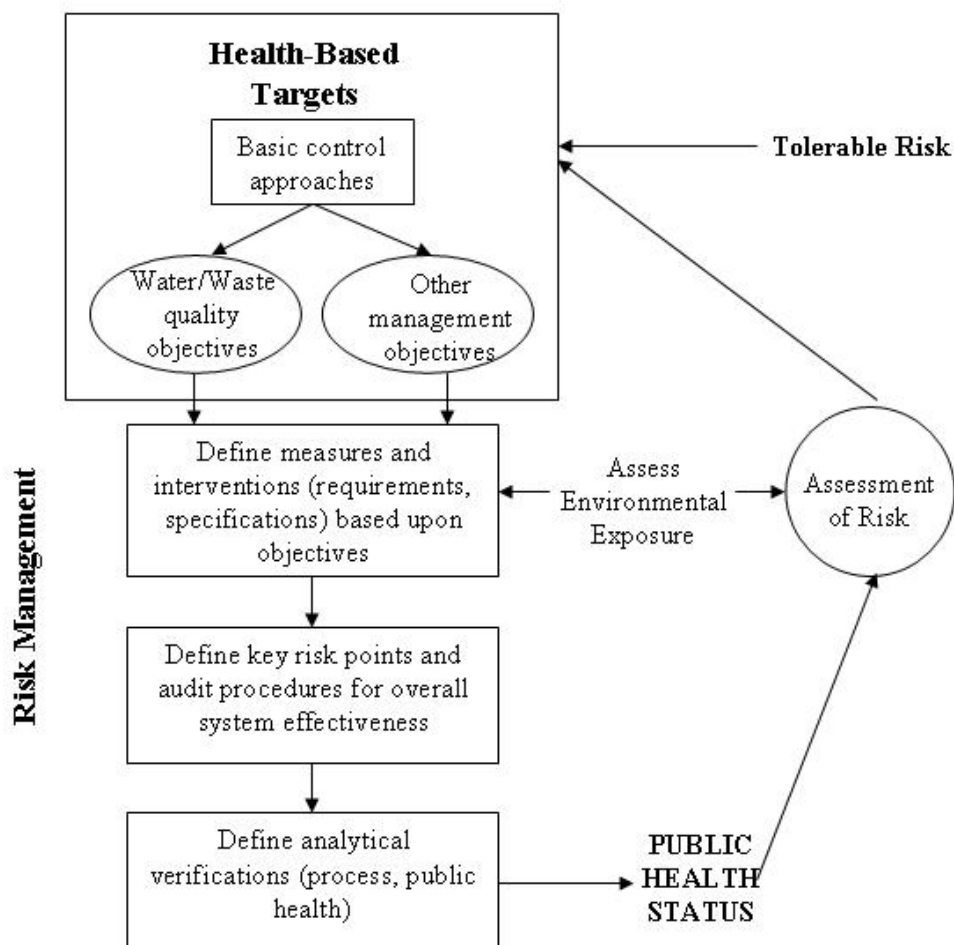 Health-Based
Targets
Basic control
approaches
Tolerable Risk
Water/Waste
quality
objectives
Other
management
objectives
Risk Management
Define measures and
interventions (requirements,
specifications) based upon
objectives
Assess
Environmental
Exposure
Assessment
of Risk
Define key risk points and
audit procedures for overall
system effectiveness
Define analytical
verifications (process, public
health)
PUBLIC
HEALTH
STATUS